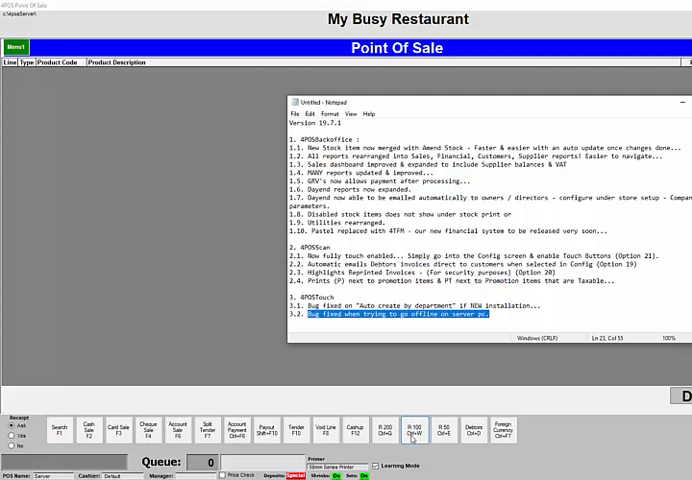 4POS Point Of Sale
c:\4posServer\
My Busy Restaurant
Menu1
Point Of Sale
Line Type Product Code Product Description
Untitled - Notepad
File Edit Format View Help
Version 19.7.1
1. 4POSBackoffice :
1.1. New Stock item now merged with Amend Stock - Faster & easier with an auto update once changes done...
1.2. All reports rearranged into Sales, Financial, Customers, Supplier reports! Easier to navigate...
1.3. Sales dashboard improved & expanded to include Supplier balances & VAT
1.4. MANY reports updated & improved...
1.5. GRV's now allows payment after processing...
1.6. Dayend reports now expanded.
1.7. Dayend now able to be emailed automatically to owners / directors - configure under store setup - Compan
parameters.
1.8. Disabled stock items does not show under stock print or
1.9. Utilities rearranged.
1.10. Pastel replaced with 4TFM - our new financial system to be released very soon...
2. 4POSScan
2.1. Now fully touch enabled... Simply go into the Config screen & enable Touch Buttons (Option 21).
2.2. Automatic emails Debtors invoices direct to customers when selected in Config (Option 19)
2.3. Highlights Reprinted Invoices - (For security purposes) (Option 20)
2.4. Prints (P) next to promotion items & PT next to Promotion items that are Taxable...
3. 4POSTouch
3.1. Bug fixed on "Auto create by department" if NEW installation...
3.2. Bug fixed when trying to go offline on server pc.
Windows (CRLF) Ln 23, Col 55 100%
D
Receipt
Ask
Yes
No
Search F1
Cash Sale F2
Card Sale F3
Cheque Sale F4
Account Sale F6
Split Tender F7
Account Payment Ctrl+F6
Payout Shift+F10
Tender F10
Void Line F8
Cashup F12
R 200 Ctrl+Q
R 100 Ctrl+W
R 50 Ctrl+E
Debtors Ctrl+D
Foreign Currency Ctrl+F7
Queue: 0
Printer
58mm Series Printer
Learning Mode
POS Name: Server Cashier: Default Manager: Price Check Deposits: Special Shrink: On Sato: On